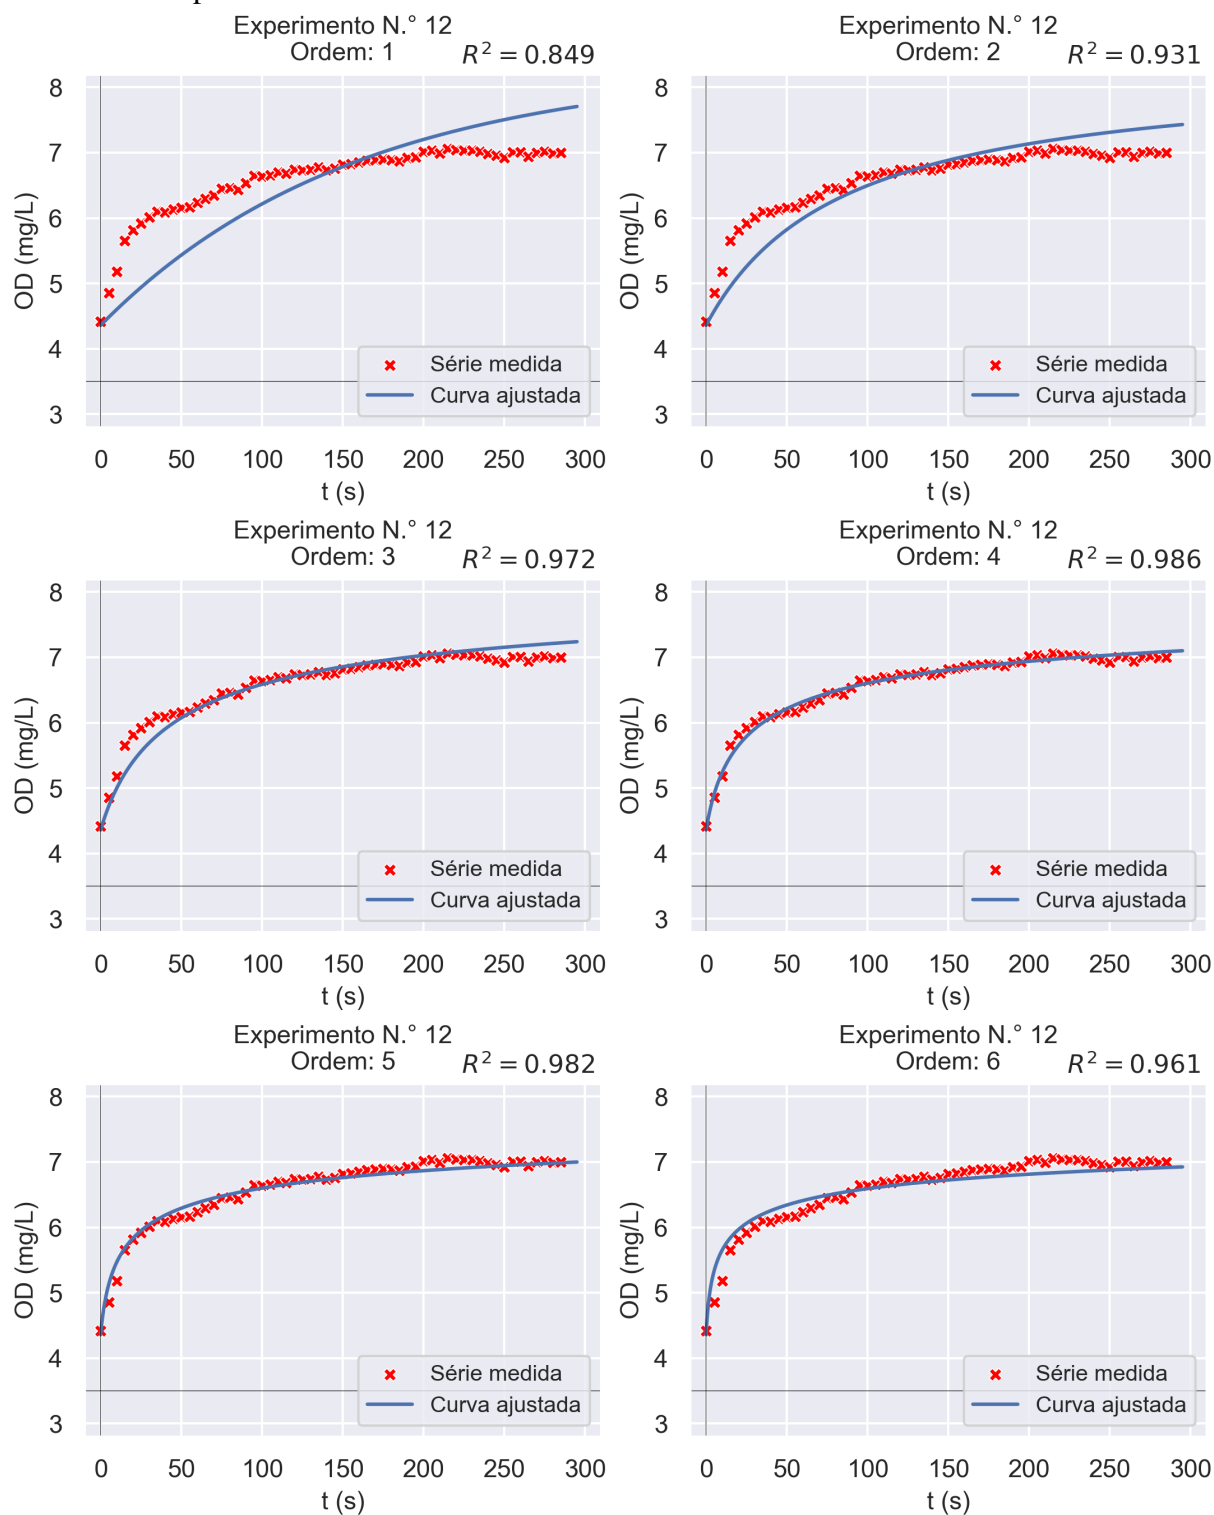 Experimento N.° 12
Ordem: 1 R² = 0.849
8
7
6
5
4
3
OD (mg/L)
Série medida
Curva ajustada
0 50 100 150 200 250 300
t (s)
Experimento N.° 12
Ordem: 2 R² = 0.931
8
7
6
5
4
3
OD (mg/L)
Série medida
Curva ajustada
0 50 100 150 200 250 300
t (s)
Experimento N.° 12
Ordem: 3 R² = 0.972
8
7
6
5
4
3
OD (mg/L)
Série medida
Curva ajustada
0 50 100 150 200 250 300
t (s)
Experimento N.° 12
Ordem: 4 R² = 0.986
8
7
6
5
4
3
OD (mg/L)
Série medida
Curva ajustada
0 50 100 150 200 250 300
t (s)
Experimento N.° 12
Ordem: 5 R² = 0.982
8
7
6
5
4
3
OD (mg/L)
Série medida
Curva ajustada
0 50 100 150 200 250 300
t (s)
Experimento N.° 12
Ordem: 6 R² = 0.961
8
7
6
5
4
3
OD (mg/L)
Série medida
Curva ajustada
0 50 100 150 200 250 300
t (s)